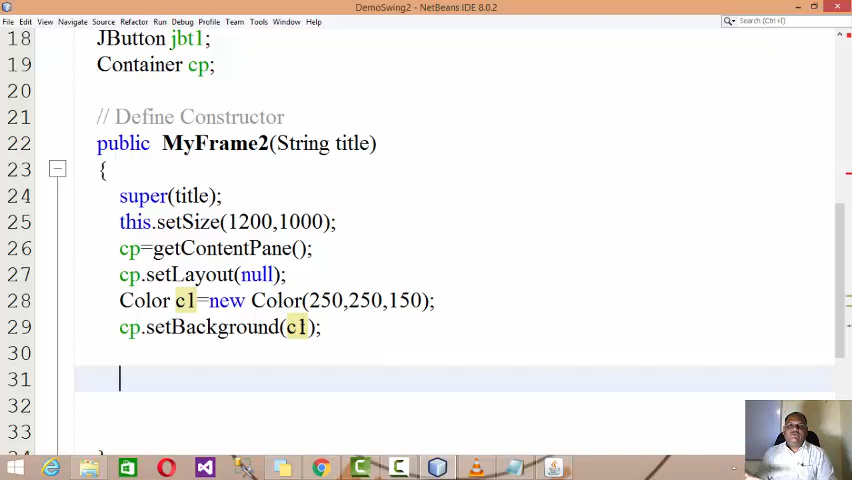 DemoSwing2 - NetBeans IDE 8.0.2
File Edit View Navigate Source Refactor Run Debug Profile Team Tools Window Help
Search (Ctrl+I)
18 JButton jbt1;
19 Container cp;
20
21 // Define Constructor
22 public MyFrame2(String title)
23 {
24 super(title);
25 this.setSize(1200,1000);
26 cp=getContentPane();
27 cp.setLayout(null);
28 Color c1=new Color(250,250,150);
29 cp.setBackground(c1);
30
31
32
33
34 }